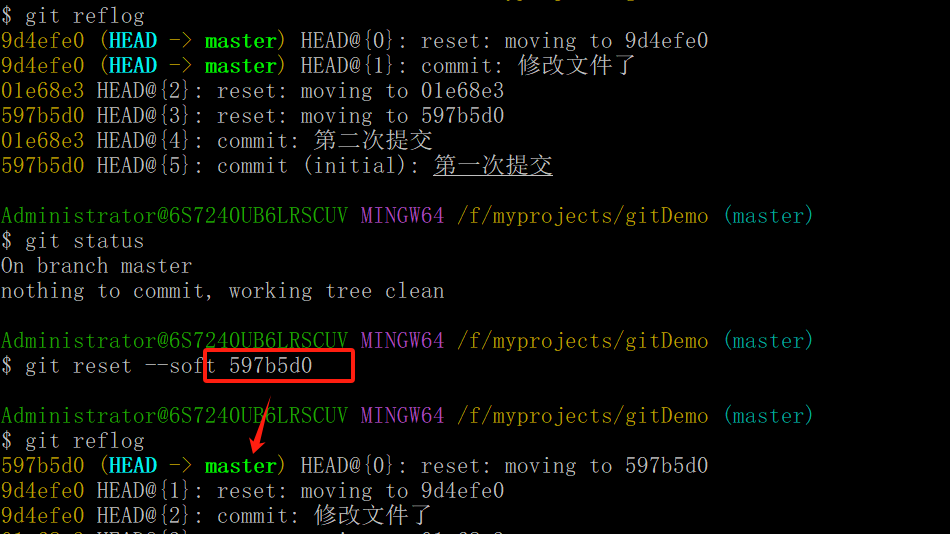 $ git reflog
9d4efe0 (HEAD -> master) HEAD@{0}: reset: moving to 9d4efe0
9d4efe0 (HEAD -> master) HEAD@{1}: commit: 修改文件了
01e68e3 HEAD@{2}: reset: moving to 01e68e3
597b5d0 HEAD@{3}: reset: moving to 597b5d0
01e68e3 HEAD@{4}: commit: 第二次提交
597b5d0 HEAD@{5}: commit (initial): 第一次提交
Administrator@6S7240UB6LRSCUV MINGW64 /f/myprojects/gitDemo (master)
$ git status
On branch master
nothing to commit, working tree clean
Administrator@6S7240UB6LRSCUV MINGW64 /f/myprojects/gitDemo (master)
$ git reset --soft 597b5d0
Administrator@6S7240UB6LRSCUV MINGW64 /f/myprojects/gitDemo (master)
$ git reflog
597b5d0 (HEAD -> master) HEAD@{0}: reset: moving to 597b5d0
9d4efe0 HEAD@{1}: reset: moving to 9d4efe0
9d4efe0 HEAD@{2}: commit: 修改文件了